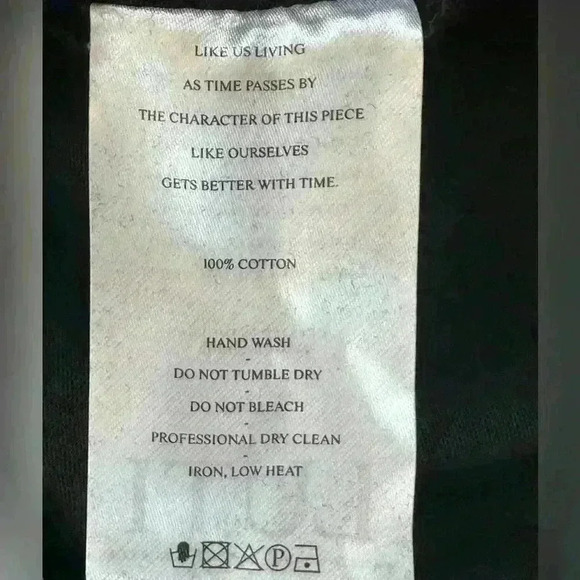 LIKE US LIVING
AS TIME PASSES BY
THE CHARACTER OF THIS PIECE
LIKE OURSELVES
GETS BETTER WITH TIME.
100% COTTON
HAND WASH
-
DO NOT TUMBLE DRY
-
DO NOT BLEACH
-
PROFESSIONAL DRY CLEAN
-
IRON, LOW HEAT
P